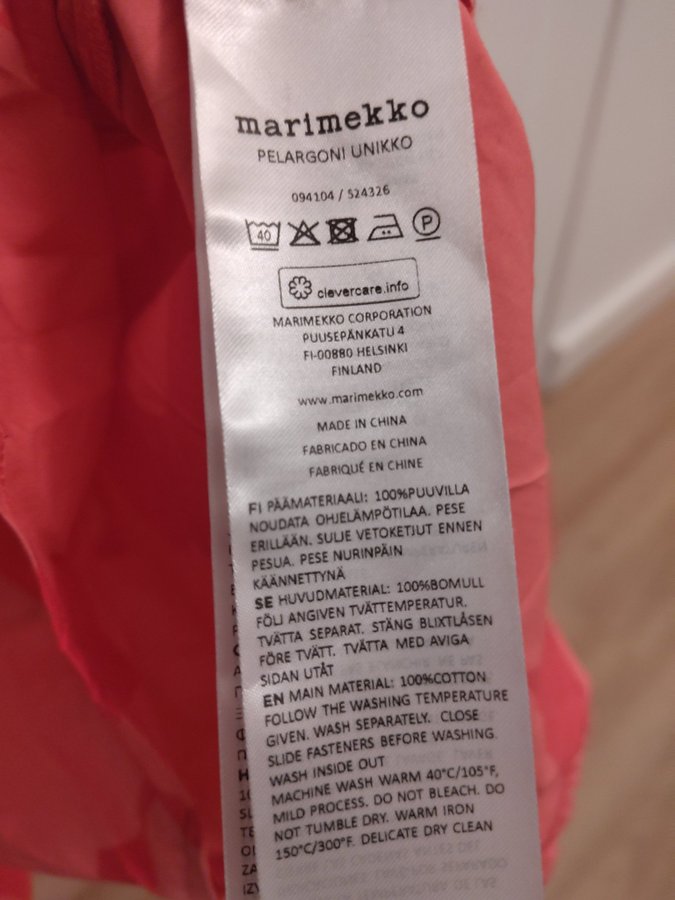 marimekko
PELARGONI UNIKKO
094104 / 524326
40 P
clevercare.info
MARIMEKKO CORPORATION
PUUSEPÄNKATU 4
FI-00880 HELSINKI
FINLAND
www.marimekko.com
MADE IN CHINA
FABRICADO EN CHINA
FABRIQUÉ EN CHINE
FI PÄÄMATERIAALI: 100%PUUVILLA
NOUDATA OHJELÄMPÖTILAA. PESE
ERILLÄÄN. SULJE VETOKETJUT ENNEN
PESUA. PESE NURINPÄIN
KÄÄNNETTYNÄ
SE HUVUDMATERIAL: 100%BOMULL
FÖLJ ANGIVEN TVÄTTEMPERATUR.
TVÄTTA SEPARAT. STÄNG BLIXTLÅSEN
FÖRE TVÄTT. TVÄTTA MED AVIGA
SIDAN UTÅT
EN MAIN MATERIAL: 100%COTTON
FOLLOW THE WASHING TEMPERATURE
GIVEN. WASH SEPARATELY. CLOSE
SLIDE FASTENERS BEFORE WASHING.
WASH INSIDE OUT
MACHINE WASH WARM 40°C/105°F,
MILD PROCESS. DO NOT BLEACH. DO
NOT TUMBLE DRY. WARM IRON
150°C/300°F. DELICATE DRY CLEAN